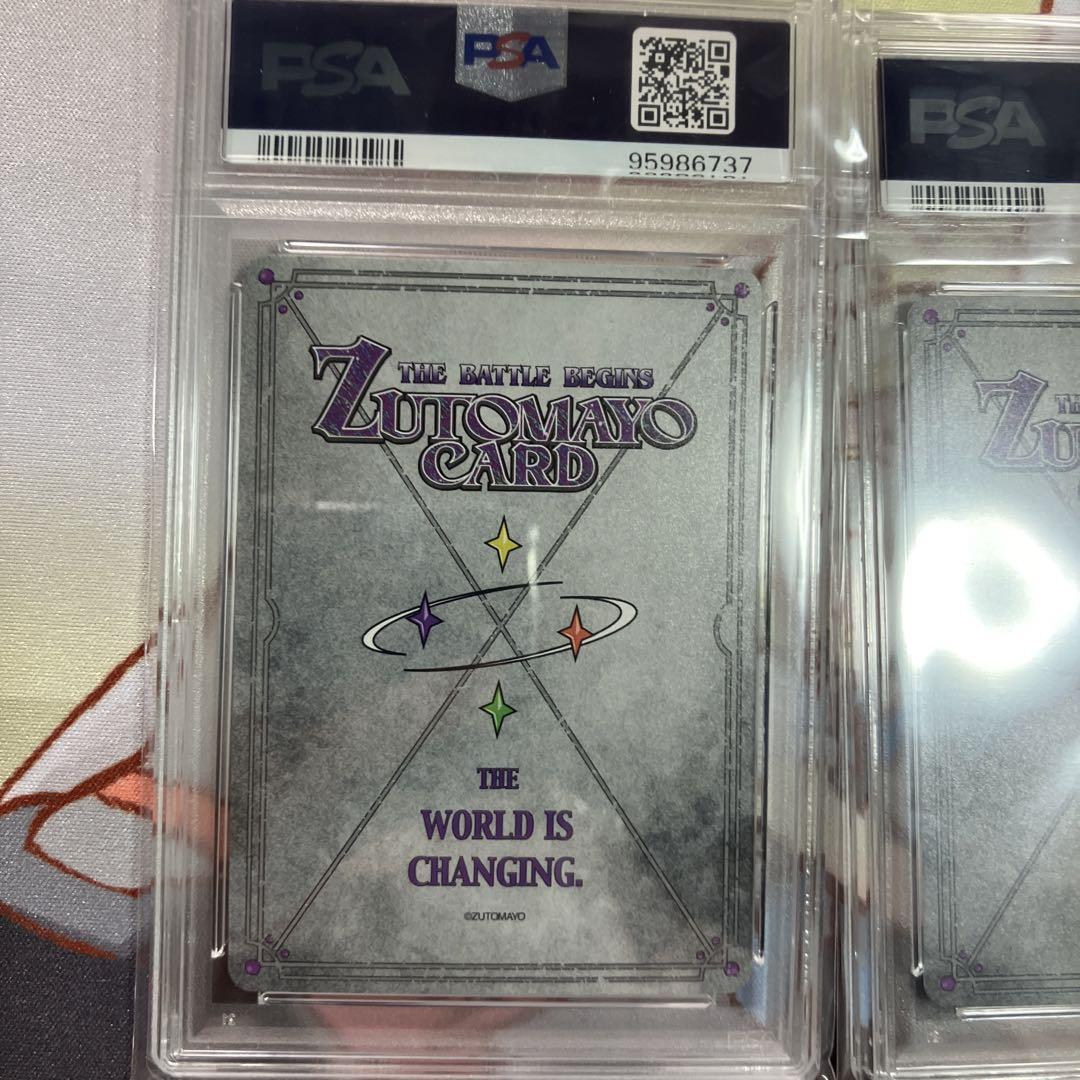 PSA
PSA
95986737
THE BATTLE BEGINS
ZUTOMAYO
CARD
THE
WORLD IS
CHANGING.
©ZUTOMAYO
PSA